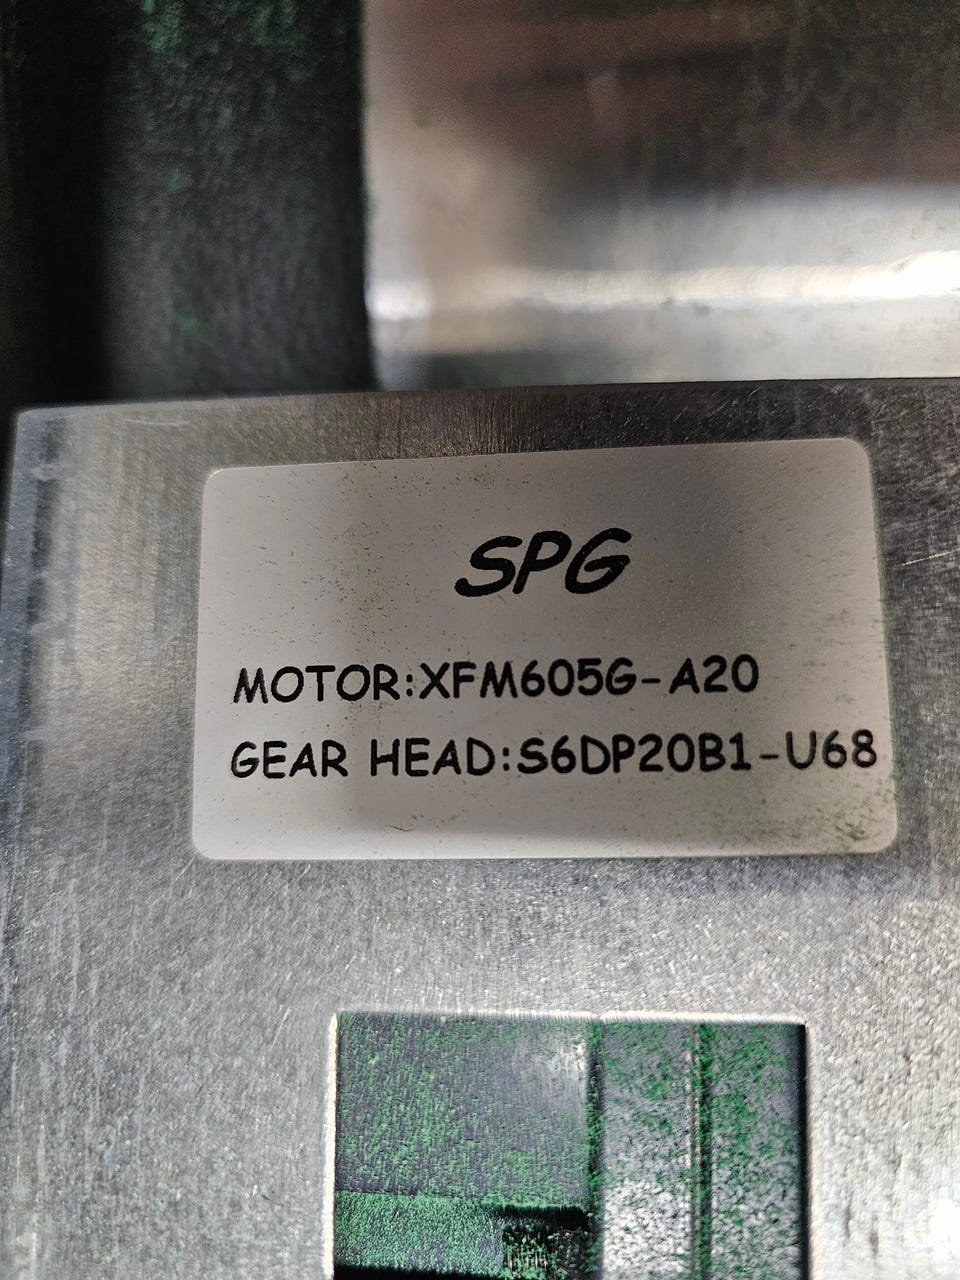 SPG
MOTOR:XFM605G-A20
GEAR HEAD:S6DP20B1-U68